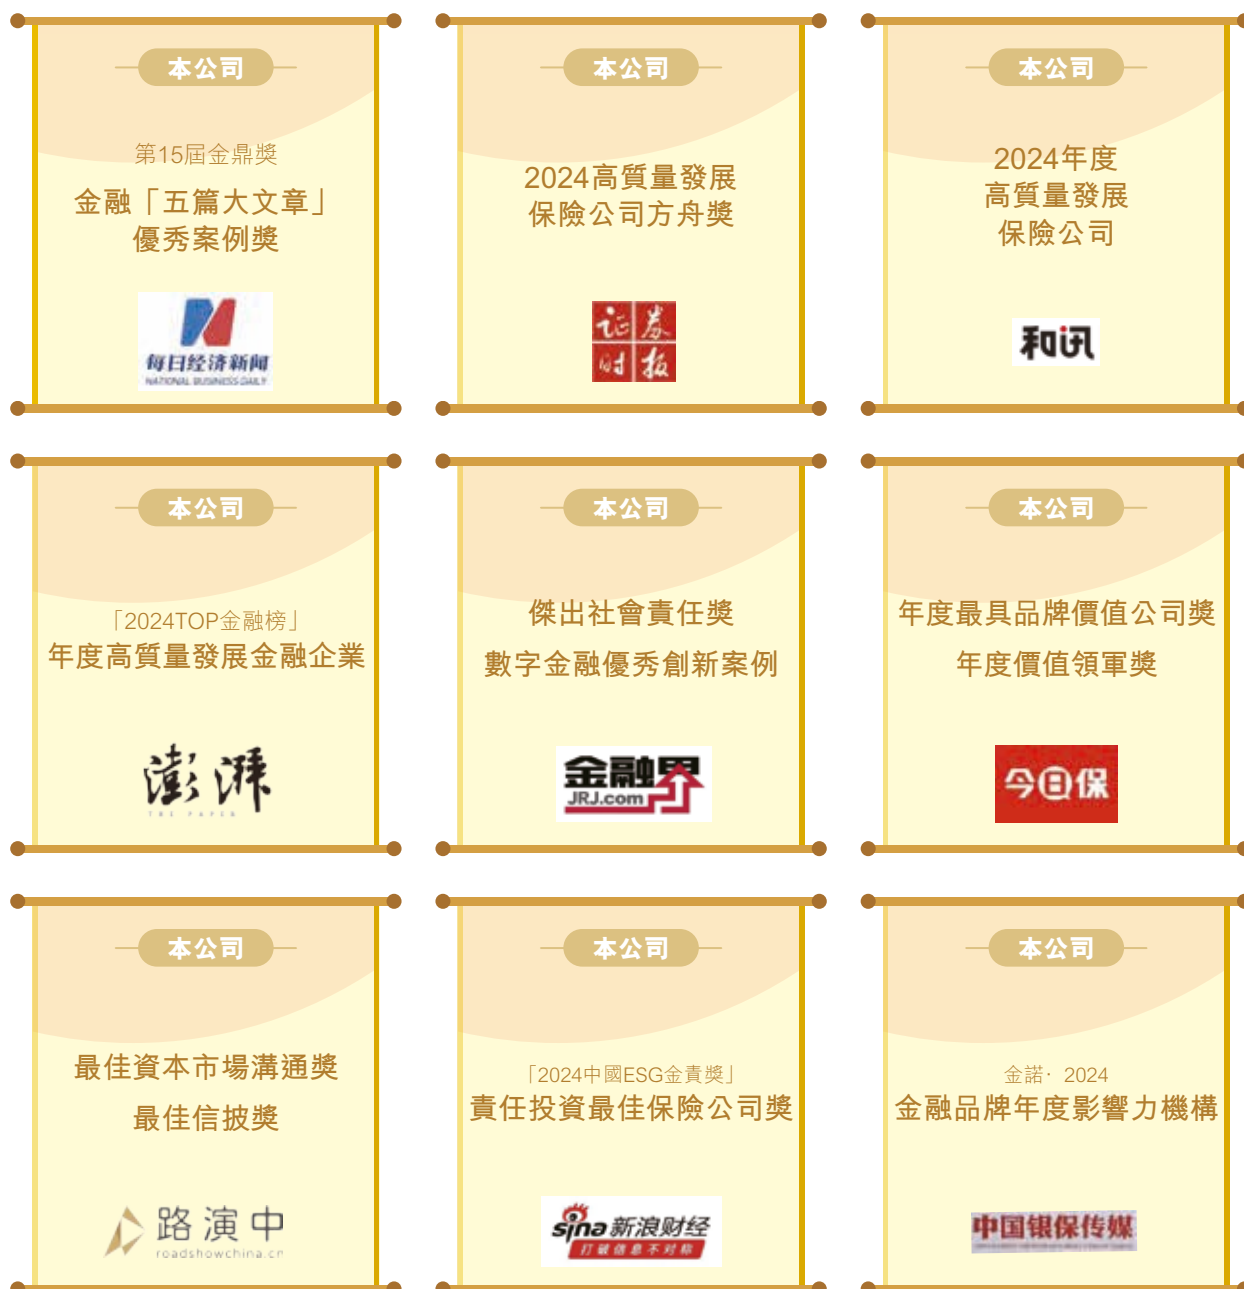 本公司
第15屆金鼎獎
金融「五篇大文章」
優秀案例獎
每日经济新闻
NATIONAL BUSINESS DAILY
本公司
2024高質量發展
保險公司方舟獎
证券
时报
本公司
2024年度
高質量發展
保險公司
和讯
本公司
「2024TOP金融榜」
年度高質量發展金融企業
澎湃
THE PAPER
本公司
傑出社會責任獎
數字金融優秀創新案例
金融界
JRJ.com
本公司
年度最具品牌價值公司獎
年度價值領軍獎
今日保
本公司
最佳資本市場溝通獎
最佳信披獎
路演中
roadshowchina.cn
本公司
「2024中國ESG金責獎」
責任投資最佳保險公司獎
sina新浪财经
打破信息不对称
本公司
金諾·2024
金融品牌年度影響力機構
中国银保传媒